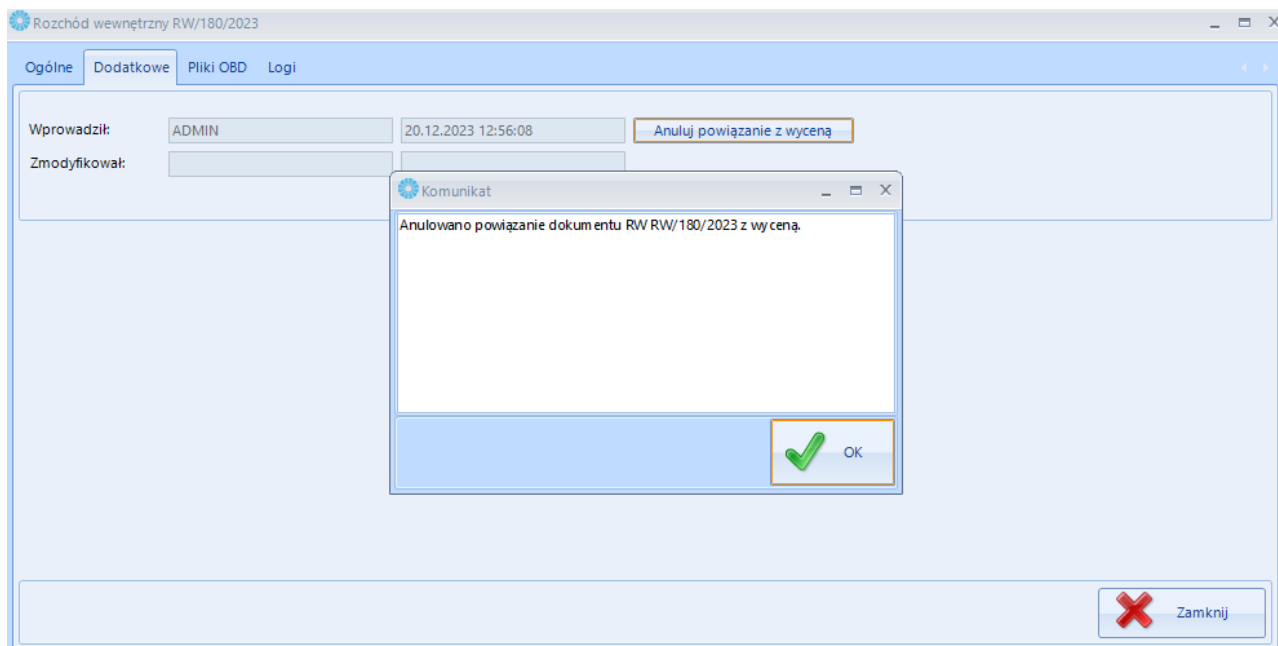 Rozchód wewnętrzny RW/180/2023
Ogólne Dodatkowe Pliki OBD Logi
Wprowadził: ADMIN 20.12.2023 12:56:08 Anuluj powiązanie z wyceną
Zmodyfikował:
Komunikat
Anulowano powiązanie dokumentu RW RW/180/2023 z wyceną.
OK
Zamknij